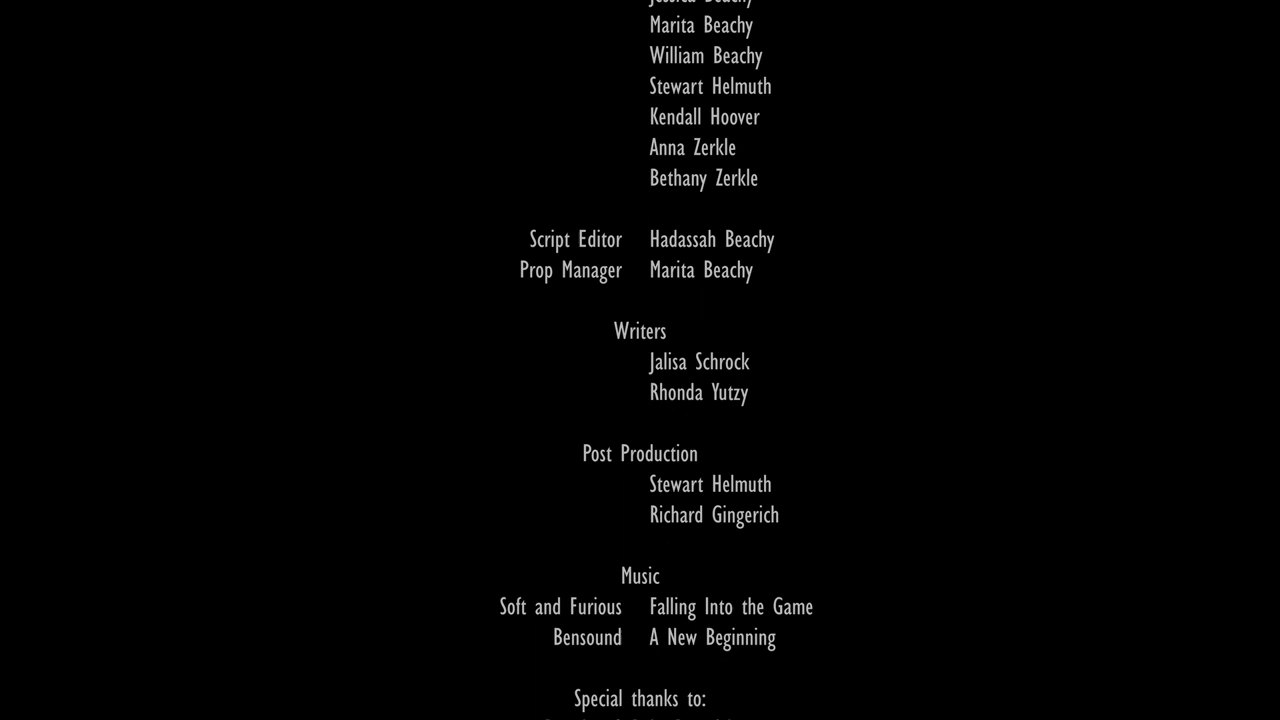 Jessica Beachy
Marita Beachy
William Beachy
Stewart Helmuth
Kendall Hoover
Anna Zerkle
Bethany Zerkle
Script Editor Hadassah Beachy
Prop Manager Marita Beachy
Writers
Jalisa Schrock
Rhonda Yutzy
Post Production
Stewart Helmuth
Richard Gingerich
Music
Soft and Furious Falling Into the Game
Bensound A New Beginning
Special thanks to: